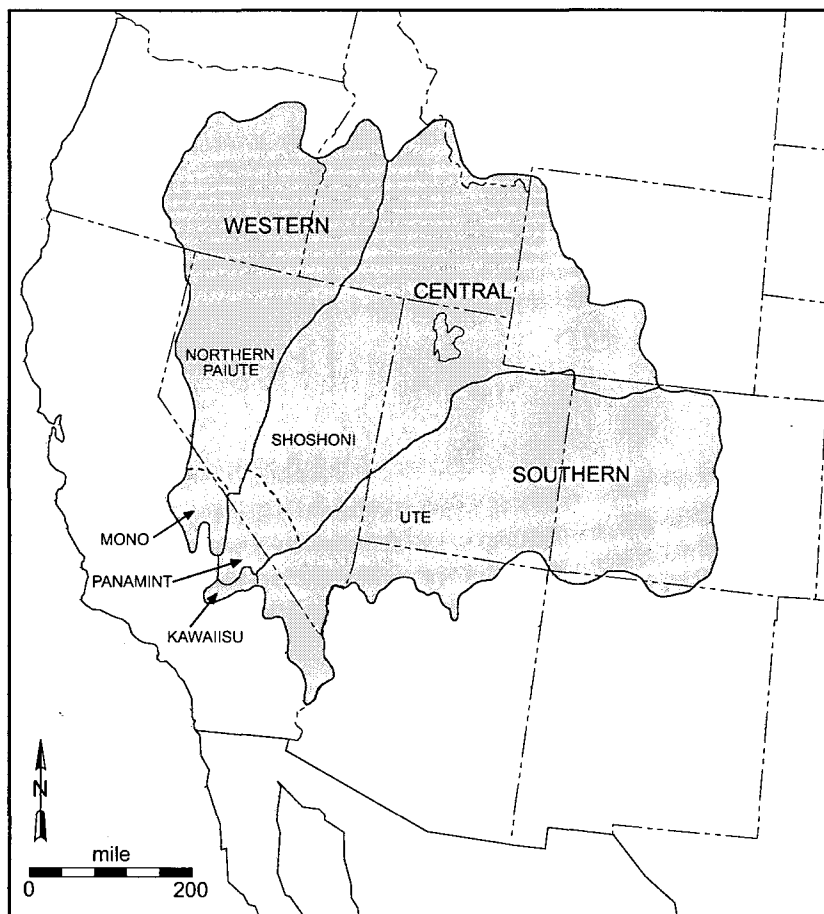 WESTERN
CENTRAL
NORTHERN
PAIUTE
SHOSHONI
SOUTHERN
UTE
MONO
PANAMINT
KAWAIISU
N
mile
0 200